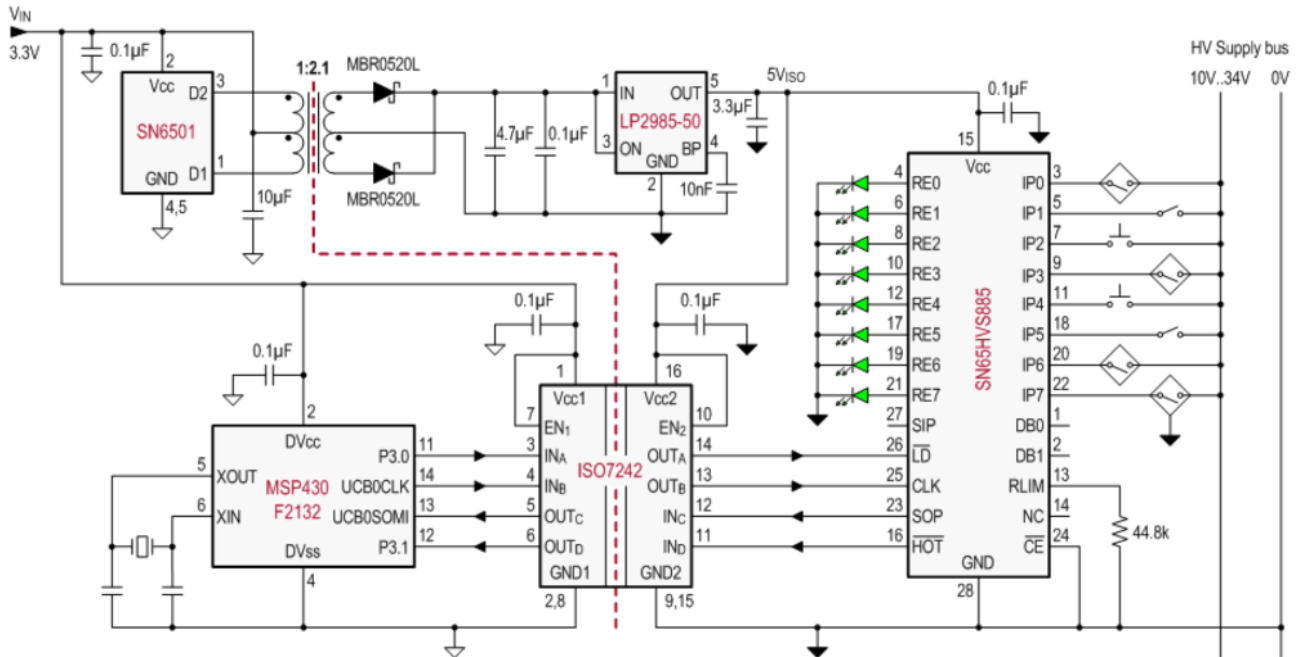 VIN
3.3V
0.1µF
2
Vcc
D2
3
SN6501
D1
1
GND
4,5
10µF
1:2.1
MBR0520L
MBR0520L
4.7µF
0.1µF
1
IN
OUT
5
LP2985-50
3
ON
BP
4
GND
2
10nF
3.3µF
5VISO
0.1µF
HV Supply bus
10V..34V
0V
15
Vcc
4
RE0
IP0
3
6
RE1
IP1
5
8
RE2
IP2
7
10
RE3
IP3
9
12
RE4
IP4
11
17
RE5
IP5
18
19
RE6
IP6
20
21
RE7
IP7
22
27
SIP
DB0
1
26
LD
DB1
2
25
CLK
RLIM
13
23
SOP
NC
14
16
HOT
CE
24
SN65HVS885
GND
28
44.8k
0.1µF
0.1µF
0.1µF
1
16
Vcc1
Vcc2
7
EN1
EN2
10
3
INA
OUTA
14
4
INB
OUTB
13
ISO7242
5
OUTC
INC
12
6
OUTD
IND
11
GND1
GND2
2,8
9,15
2
DVcc
5
XOUT
P3.0
11
MSP430
F2132
UCB0CLK
14
6
XIN
UCB0SOMI
13
P3.1
12
DVss
4